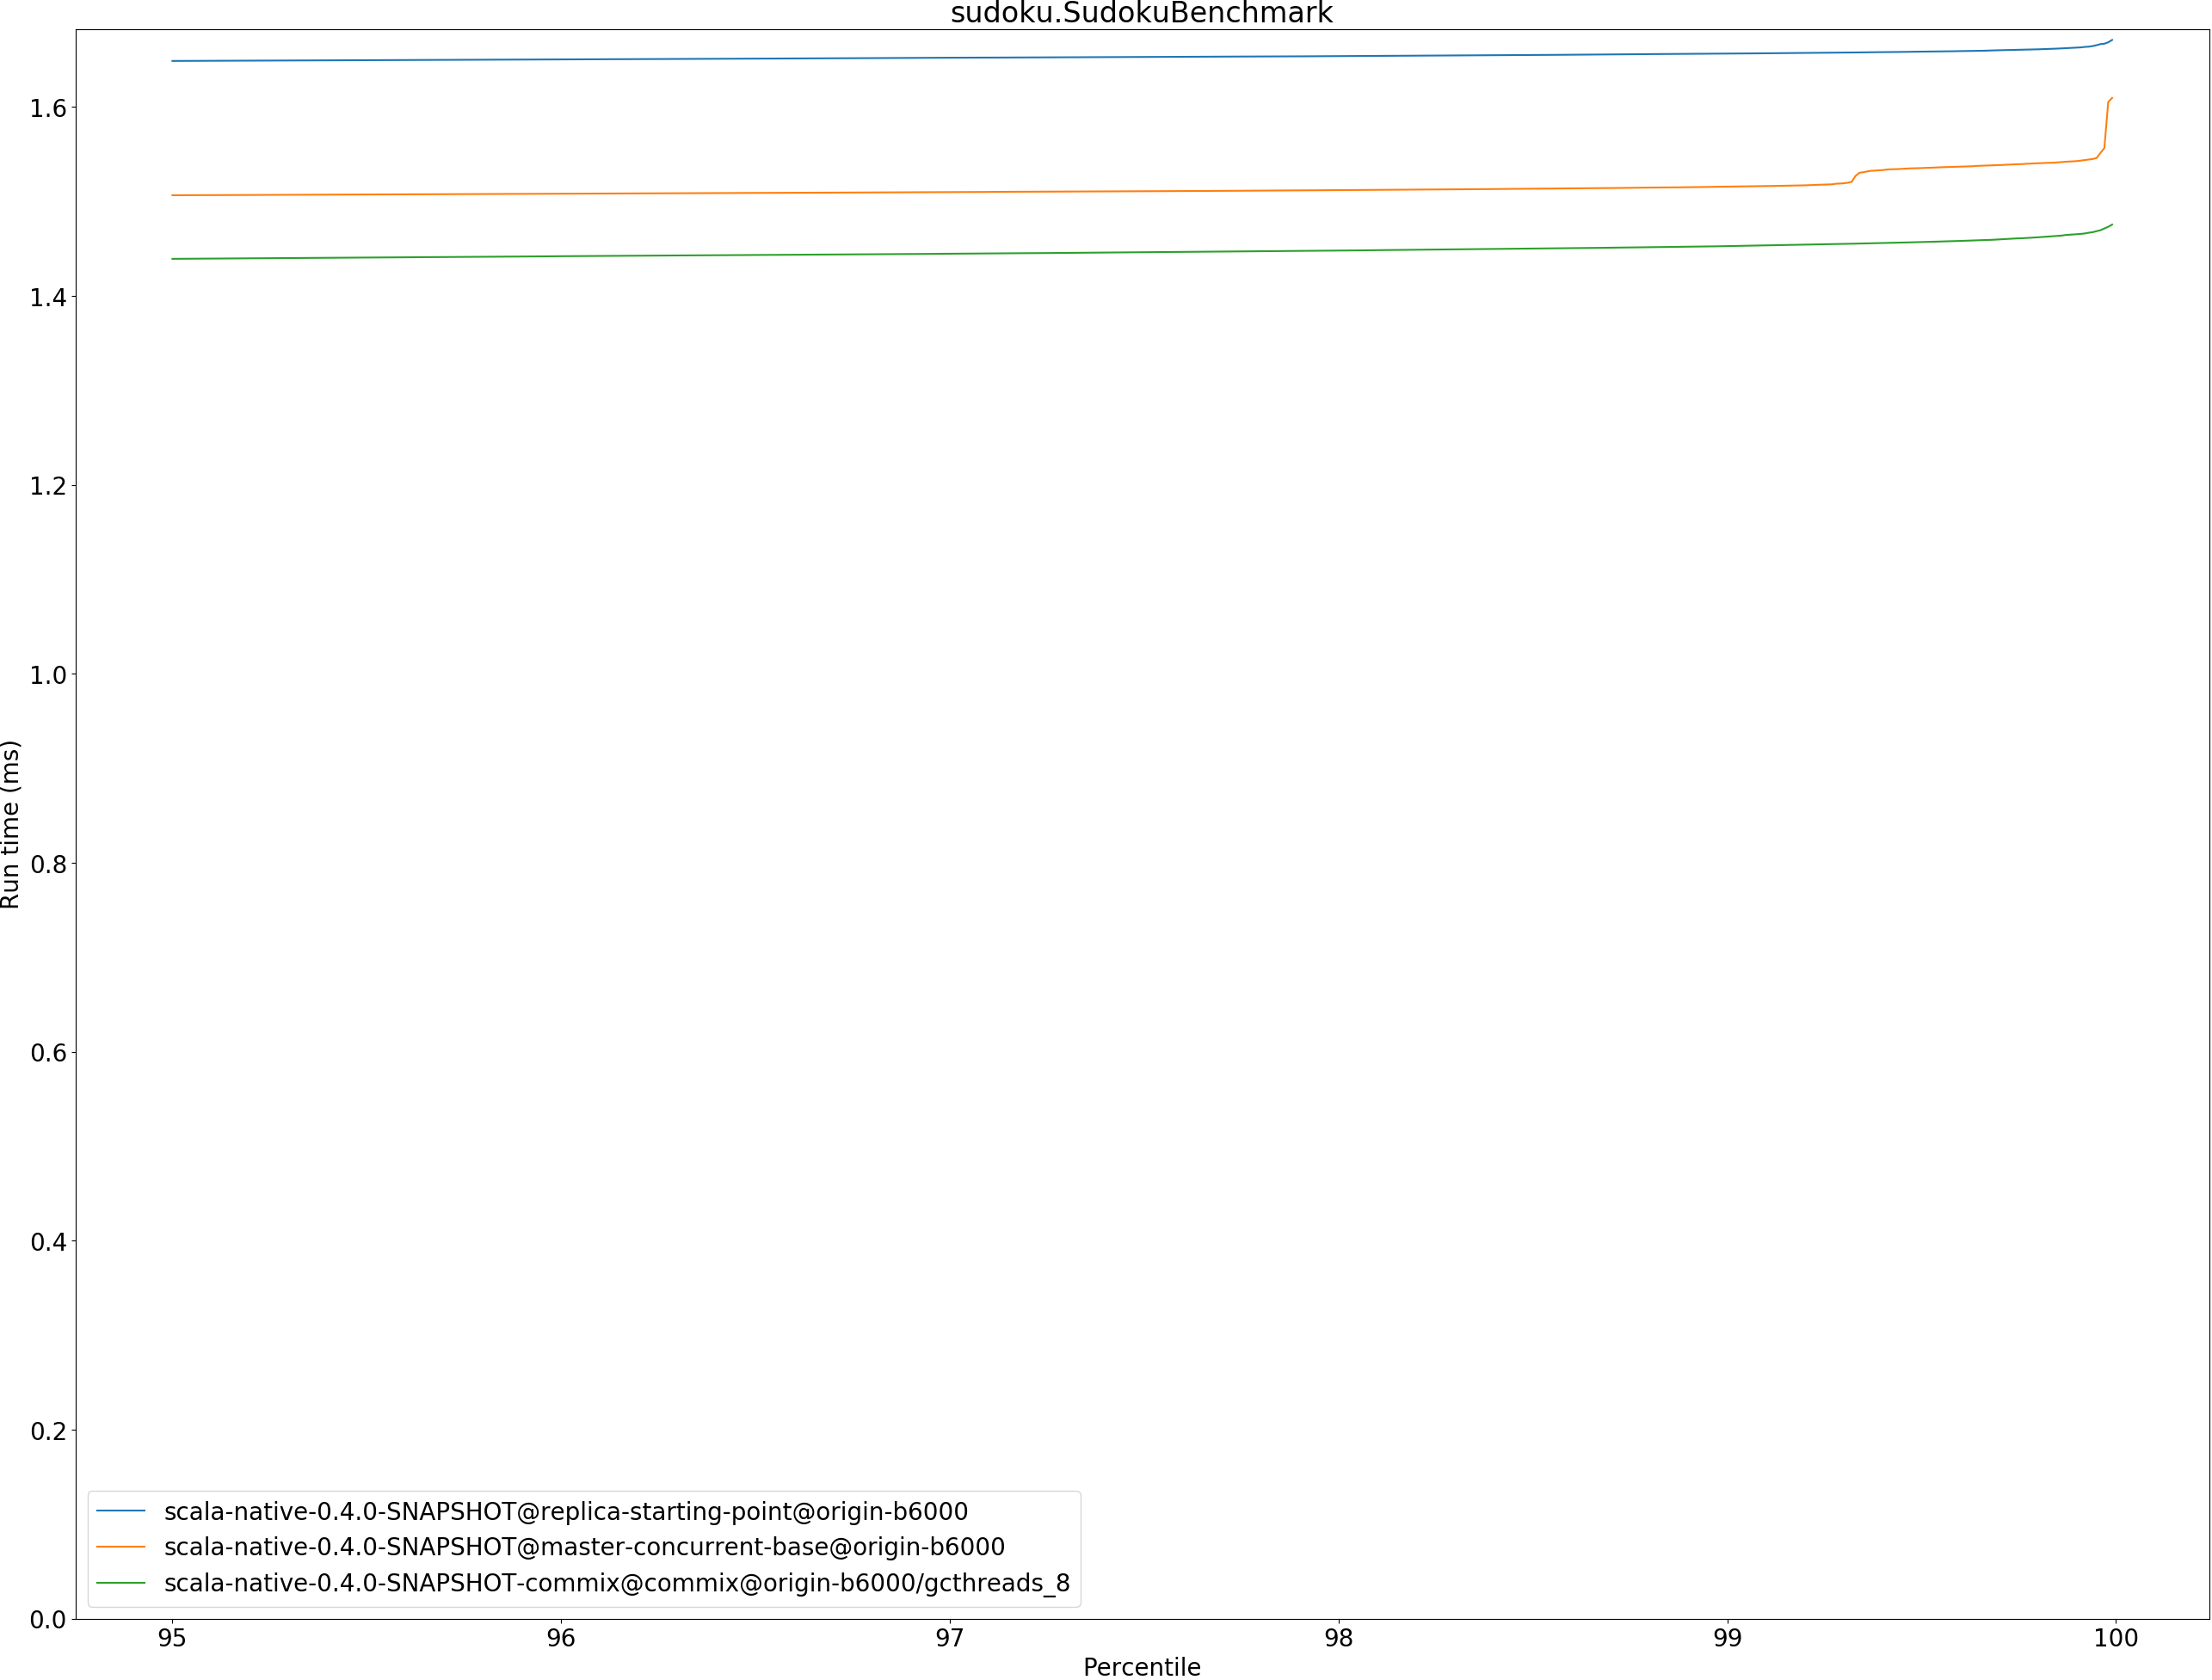 sudoku.SudokuBenchmark
Run time (ms)
1.6
1.4
1.2
1.0
0.8
0.6
0.4
0.2
0.0
scala-native-0.4.0-SNAPSHOT@replica-starting-point@origin-b6000
scala-native-0.4.0-SNAPSHOT@master-concurrent-base@origin-b6000
scala-native-0.4.0-SNAPSHOT-commix@commix@origin-b6000/gcthreads_8
95 96 97 98 99 100
Percentile